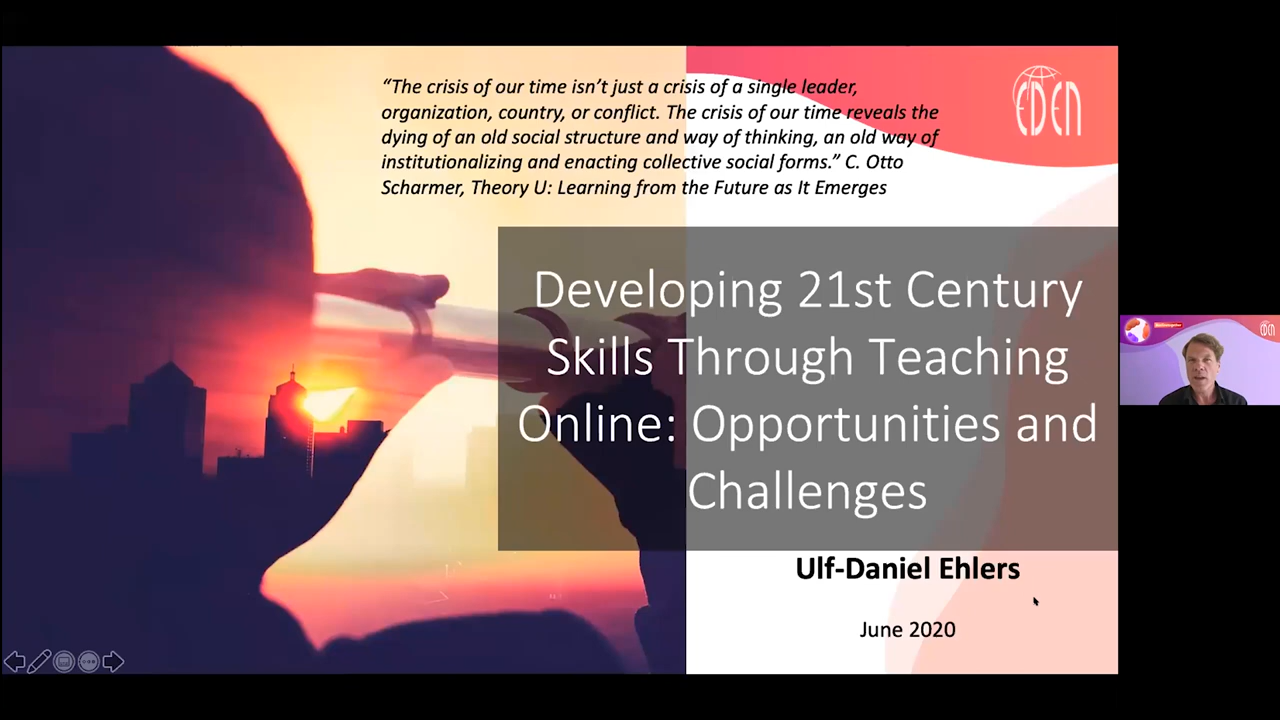 “The crisis of our time isn’t just a crisis of a single leader,
organization, country, or conflict. The crisis of our time reveals the
dying of an old social structure and way of thinking, an old way of
institutionalizing and enacting collective social forms.” C. Otto
Scharmer, Theory U: Learning from the Future as It Emerges
EDEN
Developing 21st Century
Skills Through Teaching
Online: Opportunities and
Challenges
Ulf-Daniel Ehlers
June 2020
EDEN